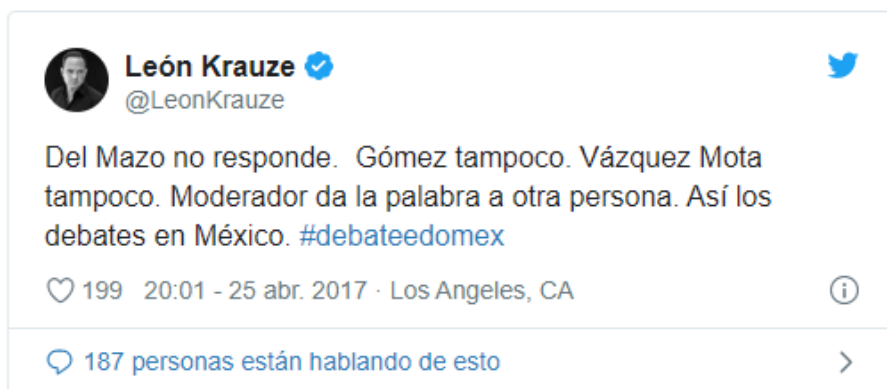 León Krauze
@LeonKrauze
Del Mazo no responde.  Gómez tampoco. Vázquez Mota
tampoco. Moderador da la palabra a otra persona. Así los
debates en México. #debateedomex
199 20:01 - 25 abr. 2017 · Los Angeles, CA
187 personas están hablando de esto